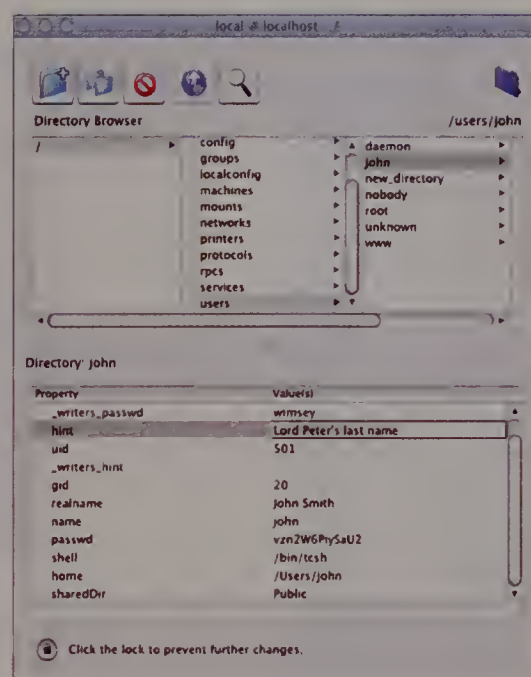 local @ localhost - /
Directory Browser /users/john
/ config daemon
groups john
localconfig new_directory
machines nobody
mounts root
networks unknown
printers www
protocols
rpcs
services
users
Directory: john
Property Value(s)
_writers_passwd wimsey
hint Lord Peter's last name
uid 501
_writers_hint
gid 20
realname John Smith
name john
passwd vzn2W6PiySaU2
shell /bin/tcsh
home /Users/john
sharedDir Public
Click the lock to prevent further changes.